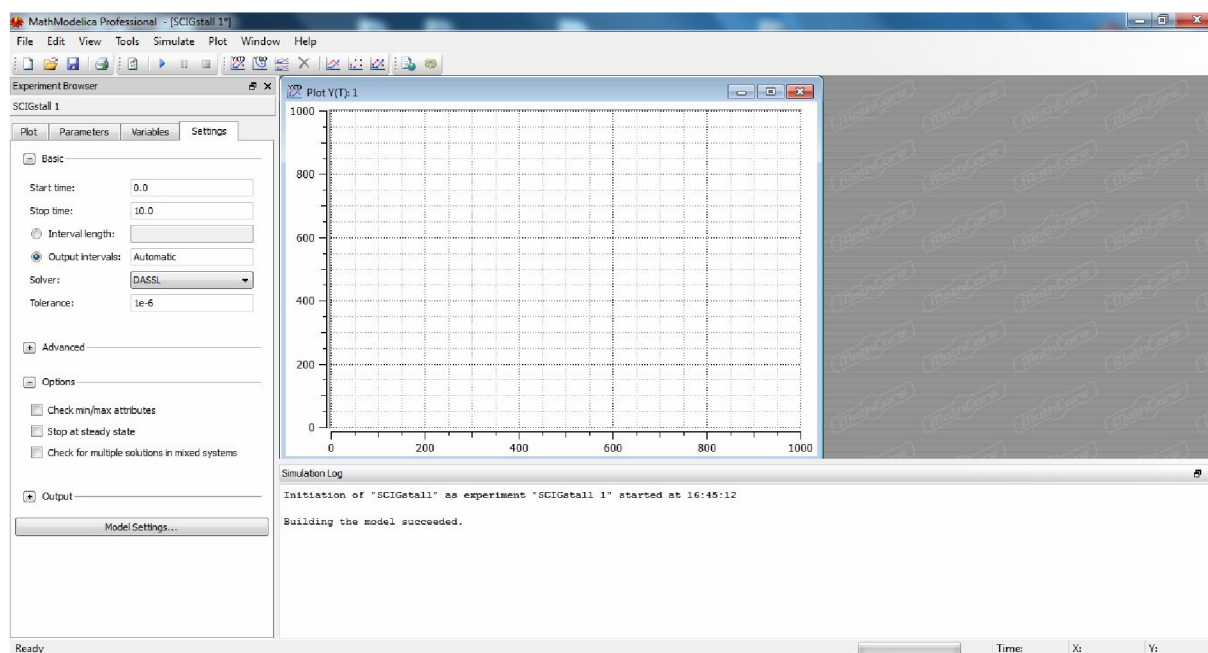 MathModelica Professional - [SCIGstall 1*]
File Edit View Tools Simulate Plot Window Help
Experiment Browser
SCIGstall 1
Plot Parameters Variables Settings
Basic
Start time: 0.0
Stop time: 10.0
Interval length:
Output intervals: Automatic
Solver: DASSL
Tolerance: 1e-6
Advanced
Options
Check min/max attributes
Stop at steady state
Check for multiple solutions in mixed systems
Output
Model Settings...
Plot Y(T): 1
1000
800
600
400
200
0
0 200 400 600 800 1000
MathCore
Simulation Log
Initiation of "SCIGstall" as experiment "SCIGstall 1" started at 16:45:12
Building the model succeeded.
Ready
Time: X: Y: